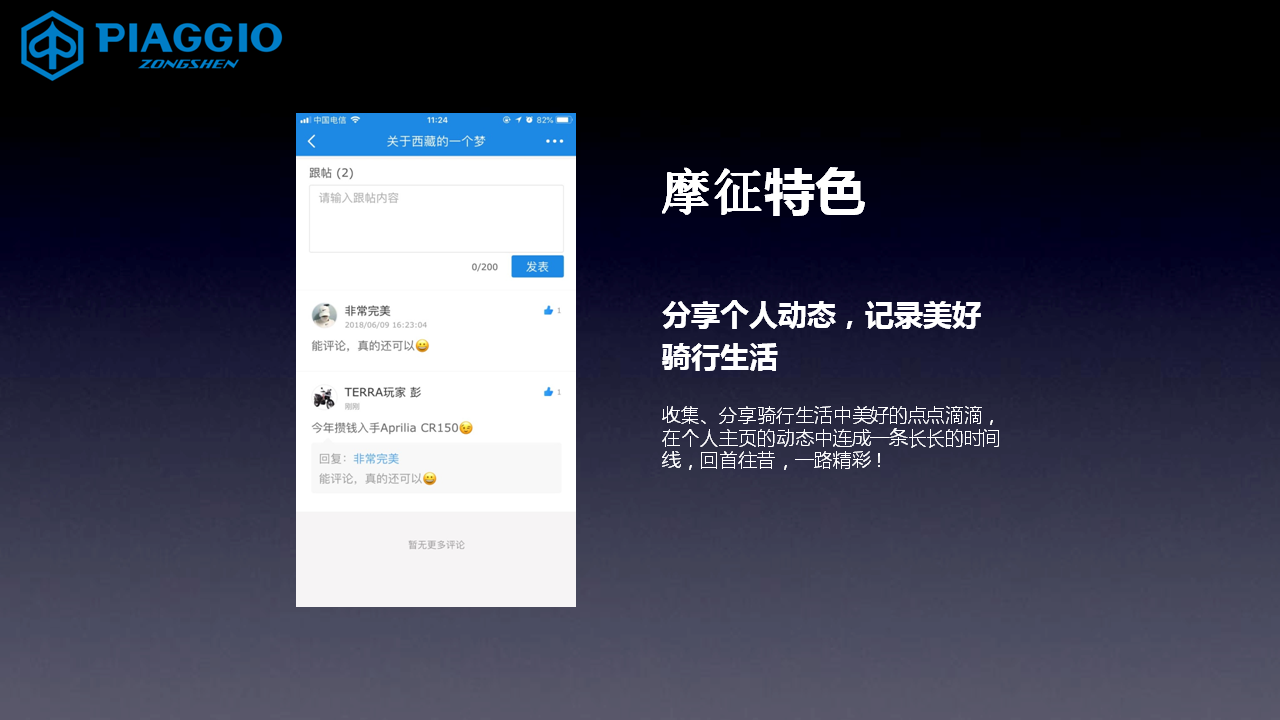 PIAGGIO
ZONGSHEN
中国电信 11:24 82%
关于西藏的一个梦
跟帖 (2)
请输入跟帖内容
0/200 发表
非常完美 1
2018/06/09 16:23:04
能评论，真的还可以😀
TERRA玩家 彭 1
刚刚
今年攒钱入手Aprilia CR150😉
回复：非常完美
能评论，真的还可以😀
暂无更多评论
摩征特色
分享个人动态，记录美好
骑行生活
收集、分享骑行生活中美好的点点滴滴，
在个人主页的动态中连成一条长长的时间
线，回首往昔，一路精彩！